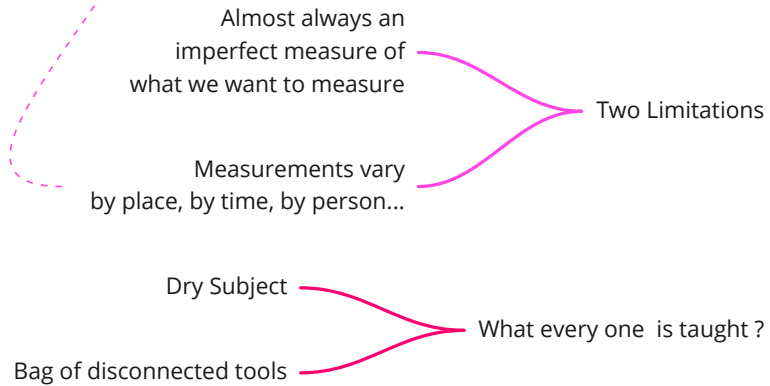 Almost always an
imperfect measure of
what we want to measure
Two Limitations
Measurements vary
by place, by time, by person...
Dry Subject
What every one  is taught ?
Bag of disconnected tools